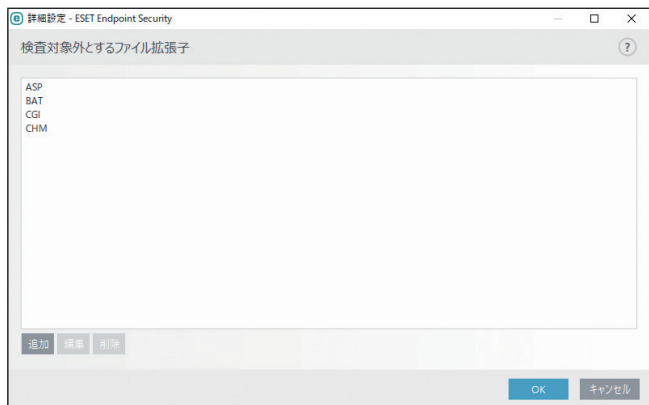 e 詳細設定 - ESET Endpoint Security
検査対象外とするファイル拡張子
?
ASP
BAT
CGI
CHM
追加 編集 削除
OK キャンセル